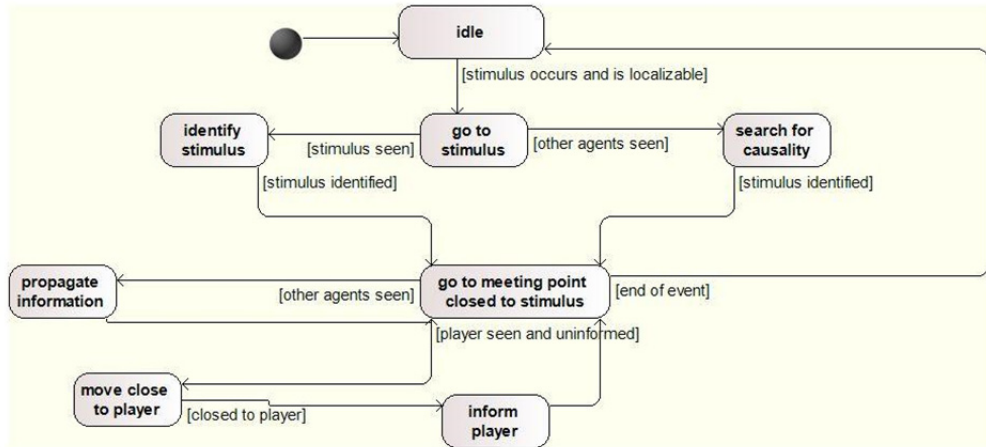 idle
[stimulus occurs and is localizable]
identify
stimulus
[stimulus seen]
go to
stimulus
[other agents seen]
search for
causality
[stimulus identified]
[stimulus identified]
propagate
information
[other agents seen]
go to meeting point
closed to stimulus
[end of event]
[player seen and uninformed]
move close
to player
[closed to player]
inform
player